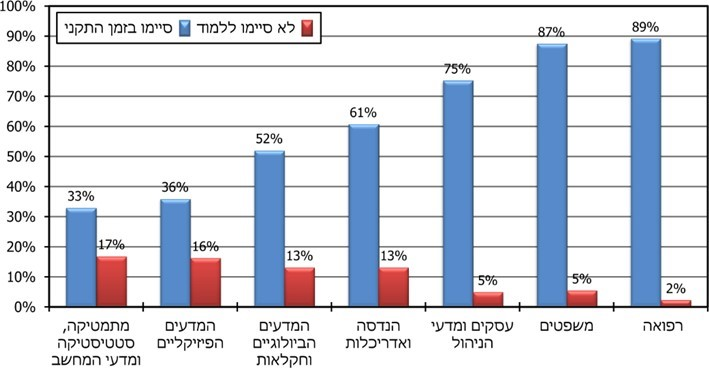 100%
90%
80%
70%
60%
50%
40%
30%
20%
10%
0%
סיימו בזמן התקני
לא סיימו ללמוד
33%
17%
36%
16%
52%
13%
61%
13%
75%
5%
87%
5%
89%
2%
מתמטיקה,
סטטיסטיקה
ומדעי המחשב
המדעים
הפיזיקליים
המדעים
הביולוגיים
וחקלאות
הנדסה
ואדריכלות
עסקים ומדעי
הניהול
משפטים
רפואה